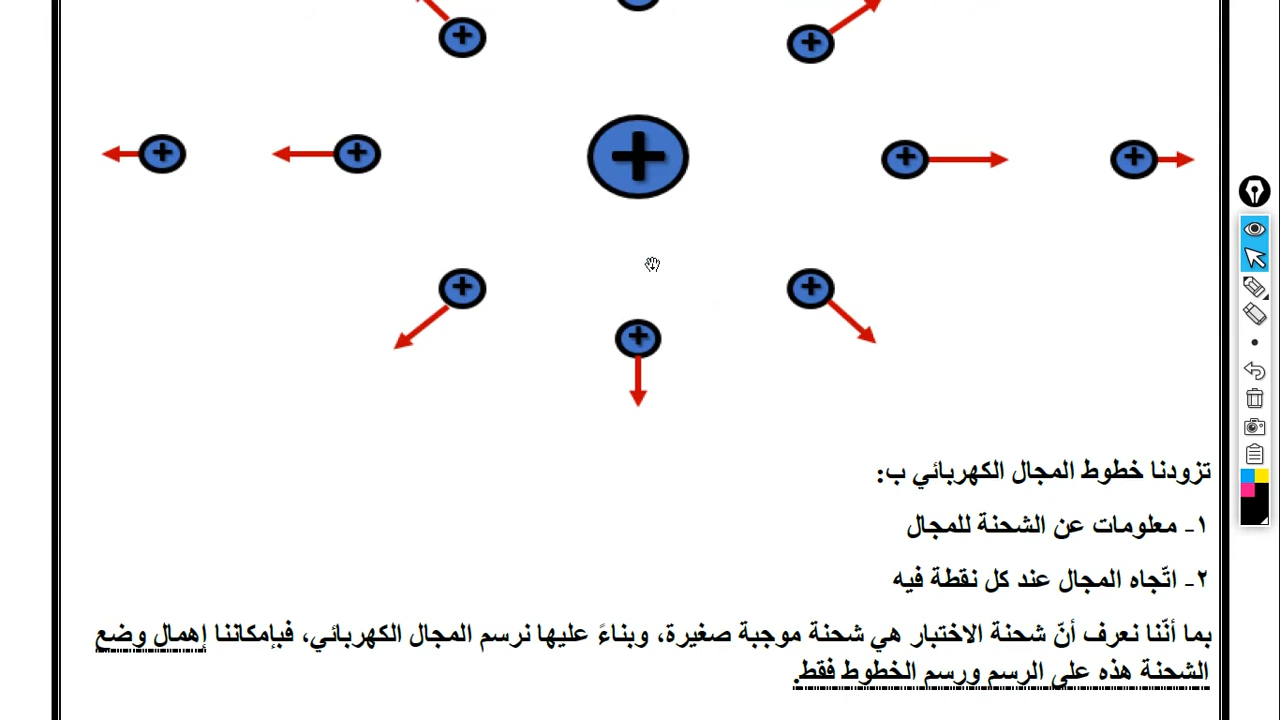 تزودنا خطوط المجال الكهربائي ب:
١- معلومات عن الشحنة للمجال
٢- اتّجاه المجال عند كل نقطة فيه
بما أنّنا نعرف أنّ شحنة الاختبار هي شحنة موجبة صغيرة، وبناءً عليها نرسم المجال الكهربائي، فبإمكاننا إهمال وضع
الشحنة هذه على الرسم ورسم الخطوط فقط.